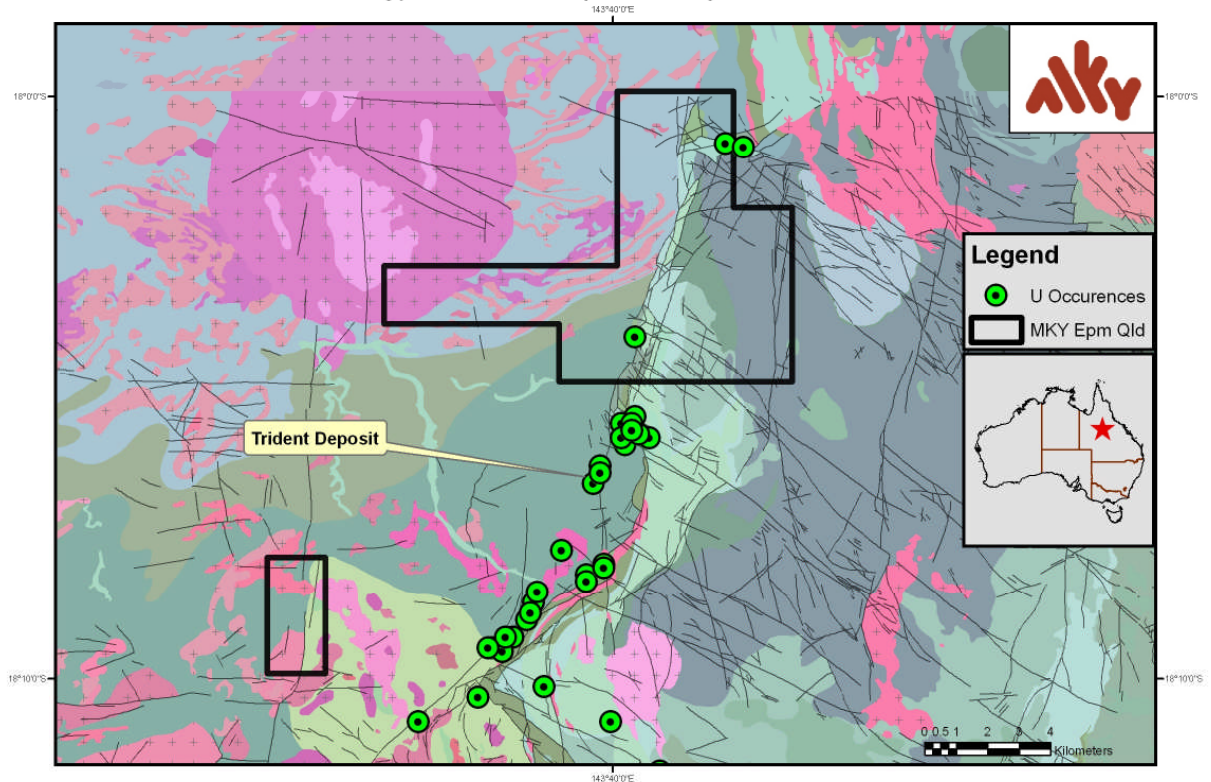 143°40'0"E
18°0'0"S
18°0'0"S
Legend
U Occurences
MKY Epm Qld
Trident Deposit
18°10'0"S
18°10'0"S
0 0.5 1 2 3 4
Kilometers
143°40'0"E